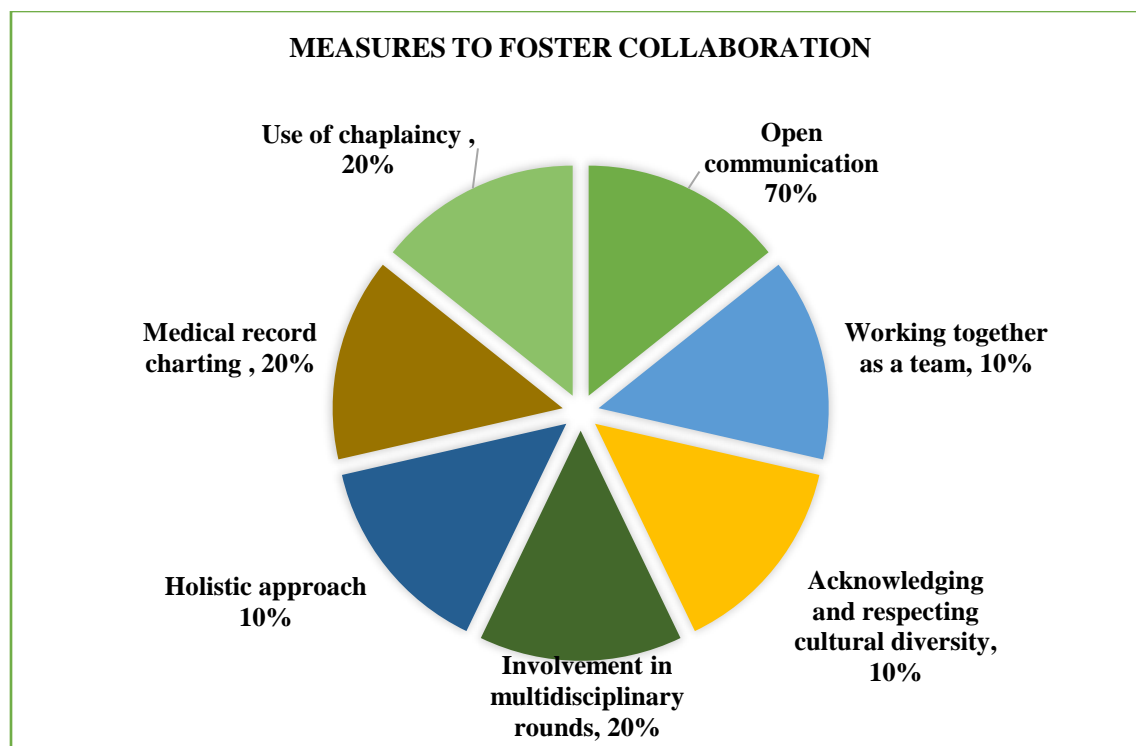 MEASURES TO FOSTER COLLABORATION
Use of chaplaincy ,
20%
Open
communication
70%
Medical record
charting , 20%
Working together
as a team, 10%
Holistic approach
10%
Acknowledging
and respecting
cultural diversity,
10%
Involvement in
multidisciplinary
rounds, 20%